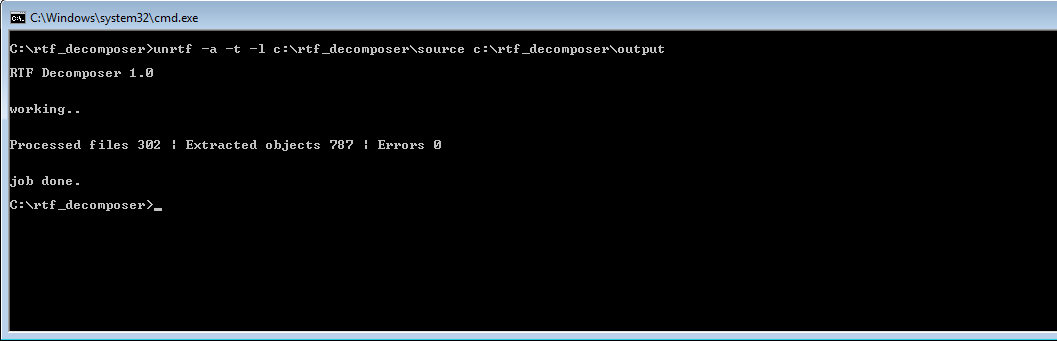 C:\Windows\system32\cmd.exe
C:\rtf_decomposer>unrtf -a -t -l c:\rtf_decomposer\source c:\rtf_decomposer\output
RTF Decomposer 1.0
working..
Processed files 302 ¦ Extracted objects 787 ¦ Errors 0
job done.
C:\rtf_decomposer>_